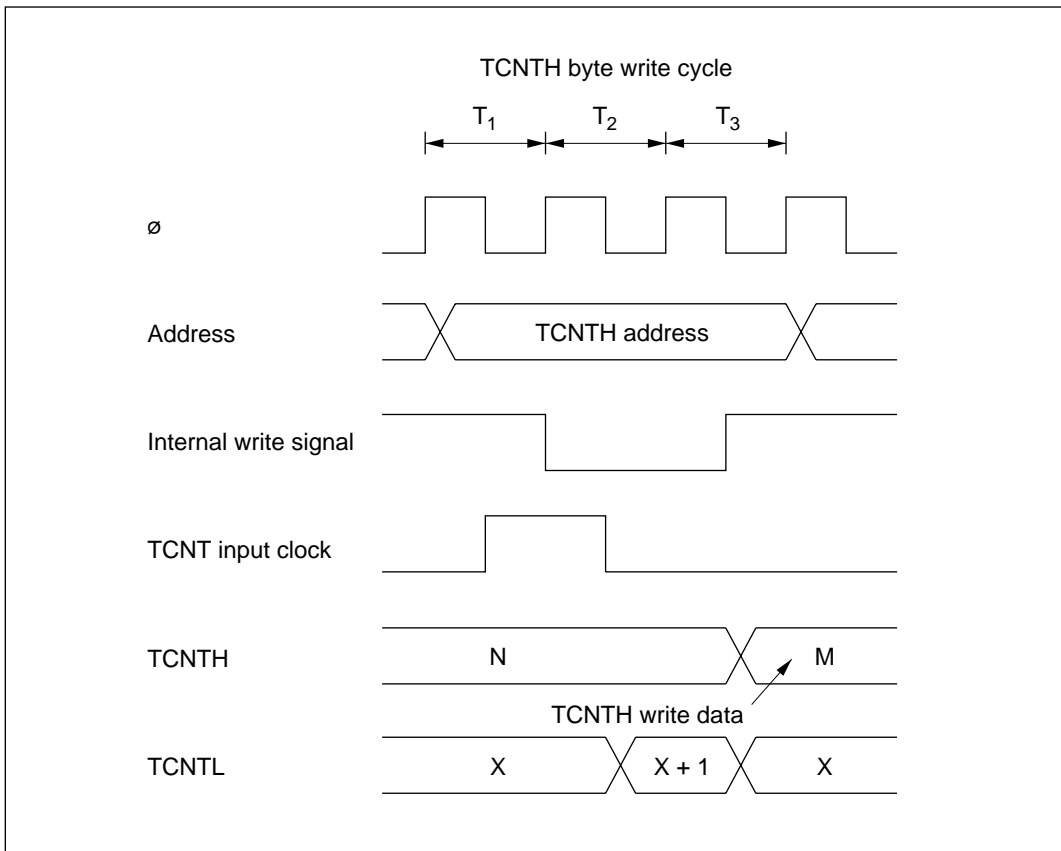 TCNTH byte write cycle
T1 T2 T3
ø
Address TCNTH address
Internal write signal
TCNT input clock
TCNTH N M
TCNTH write data
TCNTL X X + 1 X